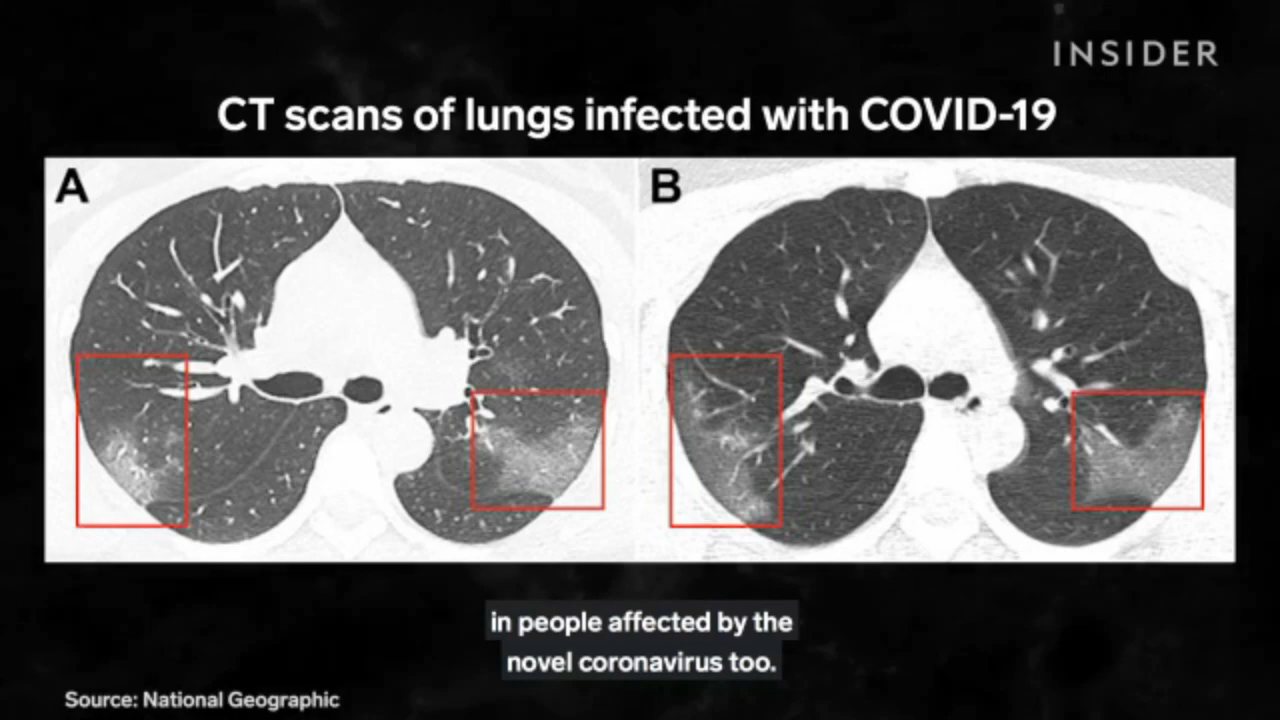 INSIDER
CT scans of lungs infected with COVID-19
A
B
in people affected by the
novel coronavirus too.
Source: National Geographic